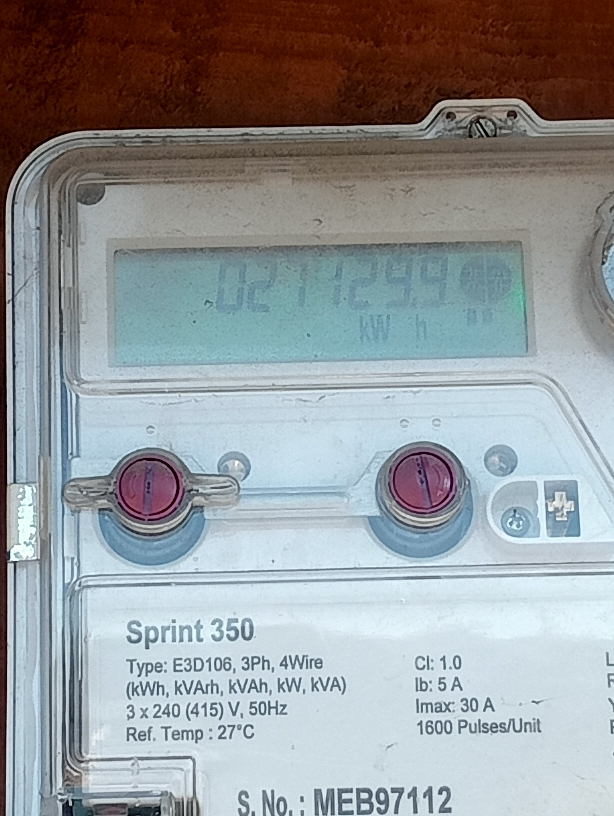 021129.9
kW h
Sprint 350
Type: E3D106, 3Ph, 4Wire
(kWh, kVArh, kVAh, kW, kVA)
3 x 240 (415) V, 50Hz
Ref. Temp : 27°C
Cl: 1.0
Ib: 5 A
Imax: 30 A
1600 Pulses/Unit
S. No. : MEB97112